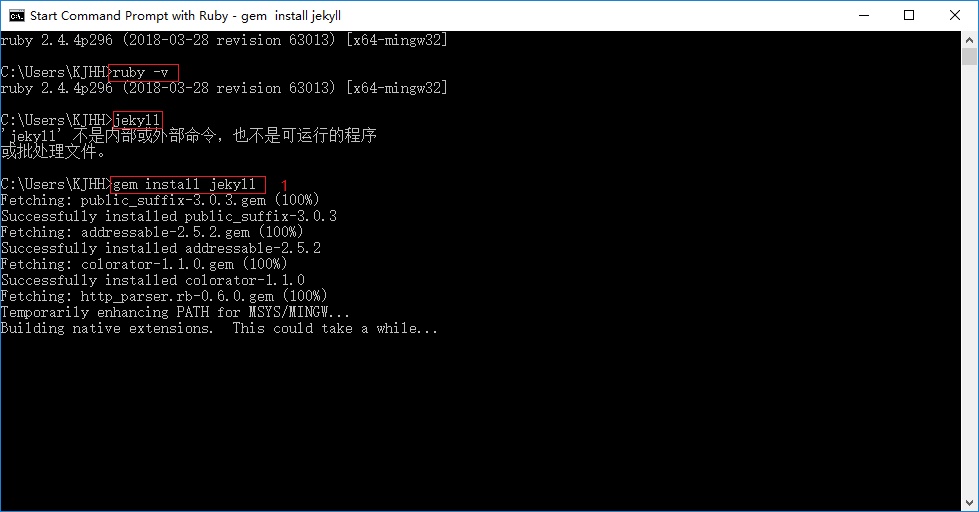 Start Command Prompt with Ruby - gem  install jekyll
ruby 2.4.4p296 (2018-03-28 revision 63013) [x64-mingw32]
C:\Users\KJHH>ruby -v
ruby 2.4.4p296 (2018-03-28 revision 63013) [x64-mingw32]
C:\Users\KJHH>jekyll
'jekyll' 不是内部或外部命令，也不是可运行的程序
或批处理文件。
C:\Users\KJHH>gem install jekyll 1
Fetching: public_suffix-3.0.3.gem (100%)
Successfully installed public_suffix-3.0.3
Fetching: addressable-2.5.2.gem (100%)
Successfully installed addressable-2.5.2
Fetching: colorator-1.1.0.gem (100%)
Successfully installed colorator-1.1.0
Fetching: http_parser.rb-0.6.0.gem (100%)
Temporarily enhancing PATH for MSYS/MINGW...
Building native extensions.  This could take a while...